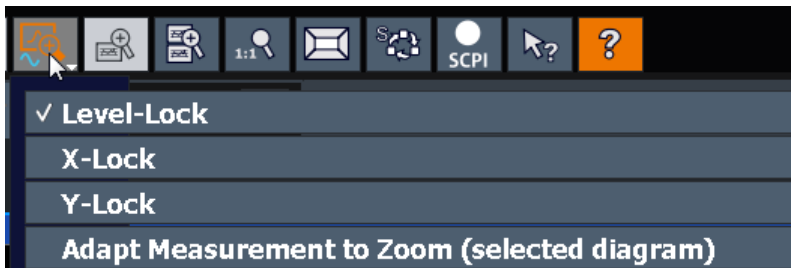 1:1
S
SCPI
?
?
✓ Level-Lock
X-Lock
Y-Lock
Adapt Measurement to Zoom (selected diagram)